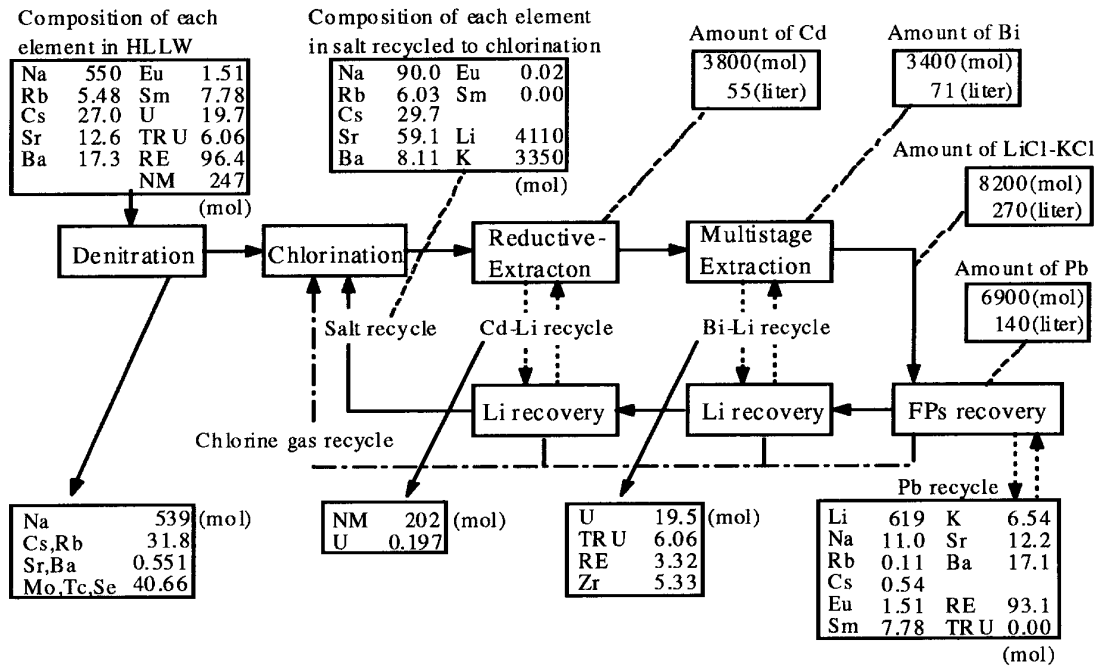 Composition of each
element in HLLW
Na 550 Eu 1.51
Rb 5.48 Sm 7.78
Cs 27.0 U 19.7
Sr 12.6 TRU 6.06
Ba 17.3 RE 96.4
NM 247
(mol)
Composition of each element
in salt recycled to chlorination
Na 90.0 Eu 0.02
Rb 6.03 Sm 0.00
Cs 29.7
Sr 59.1 Li 4110
Ba 8.11 K 3350
(mol)
Amount of Cd
3800(mol)
55(liter)
Amount of Bi
3400(mol)
71(liter)
Amount of LiCl-KCl
8200(mol)
270(liter)
Amount of Pb
6900(mol)
140(liter)
Denitration
Chlorination
Reductive-
Extracton
Multistage
Extraction
Salt recycle
Cd-Li recycle
Bi-Li recycle
Li recovery
Li recovery
FPs recovery
Chlorine gas recycle
Pb recycle
Na 539 (mol)
Cs,Rb 31.8
Sr,Ba 0.551
Mo,Tc,Se 40.66
NM 202 (mol)
U 0.197
U 19.5 (mol)
TRU 6.06
RE 3.32
Zr 5.33
Li 619 K 6.54
Na 11.0 Sr 12.2
Rb 0.11 Ba 17.1
Cs 0.54
Eu 1.51 RE 93.1
Sm 7.78 TRU 0.00
(mol)